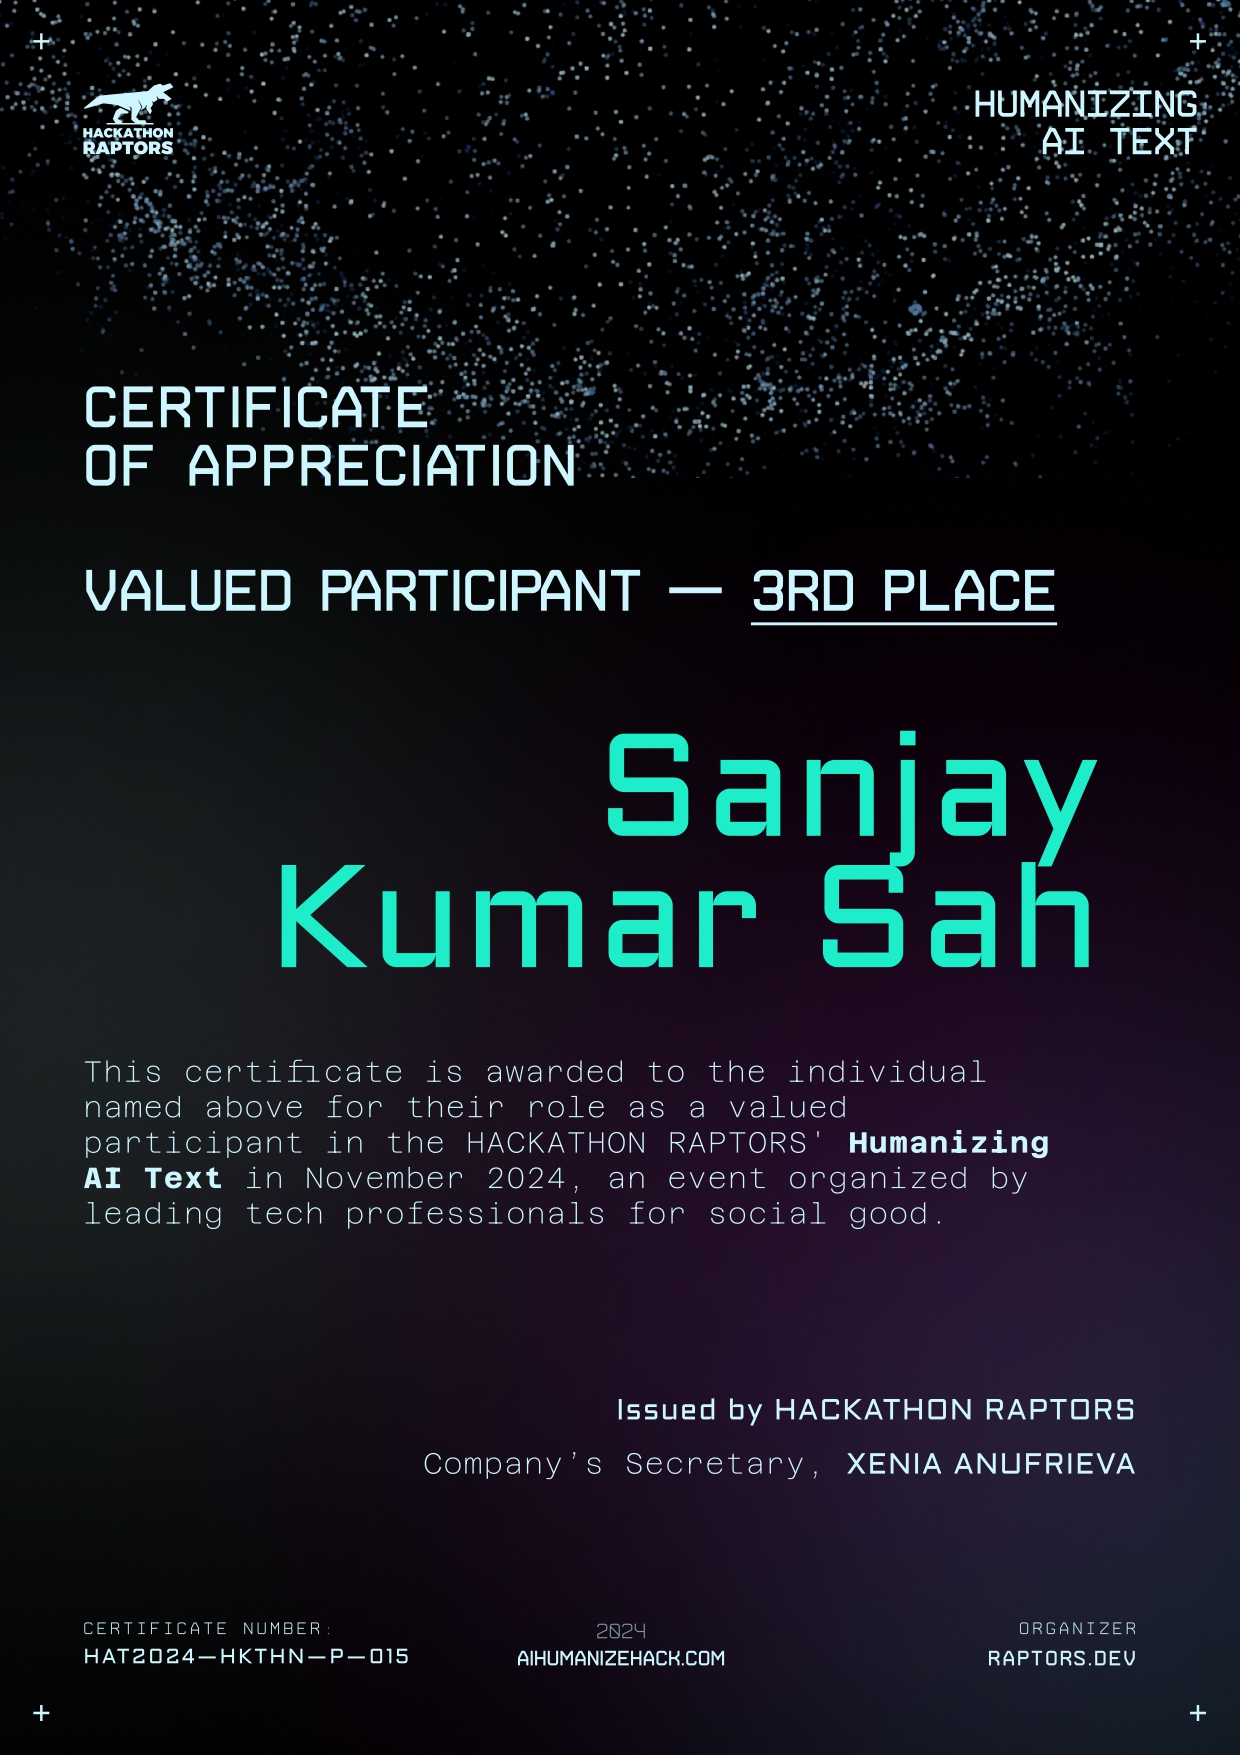 HACKATHON
RAPTORS
HUMANIZING
AI TEXT
CERTIFICATE
OF APPRECIATION
VALUED PARTICIPANT — 3RD PLACE
Sanjay
Kumar Sah
This certificate is awarded to the individual
named above for their role as a valued
participant in the HACKATHON RAPTORS' Humanizing
AI Text in November 2024, an event organized by
leading tech professionals for social good.
Issued by HACKATHON RAPTORS
Company's Secretary, XENIA ANUFRIEVA
CERTIFICATE NUMBER:
HAT2024—HKTHN—P—015
2024
AIHUMANIZEHACK.COM
ORGANIZER
RAPTORS.DEV